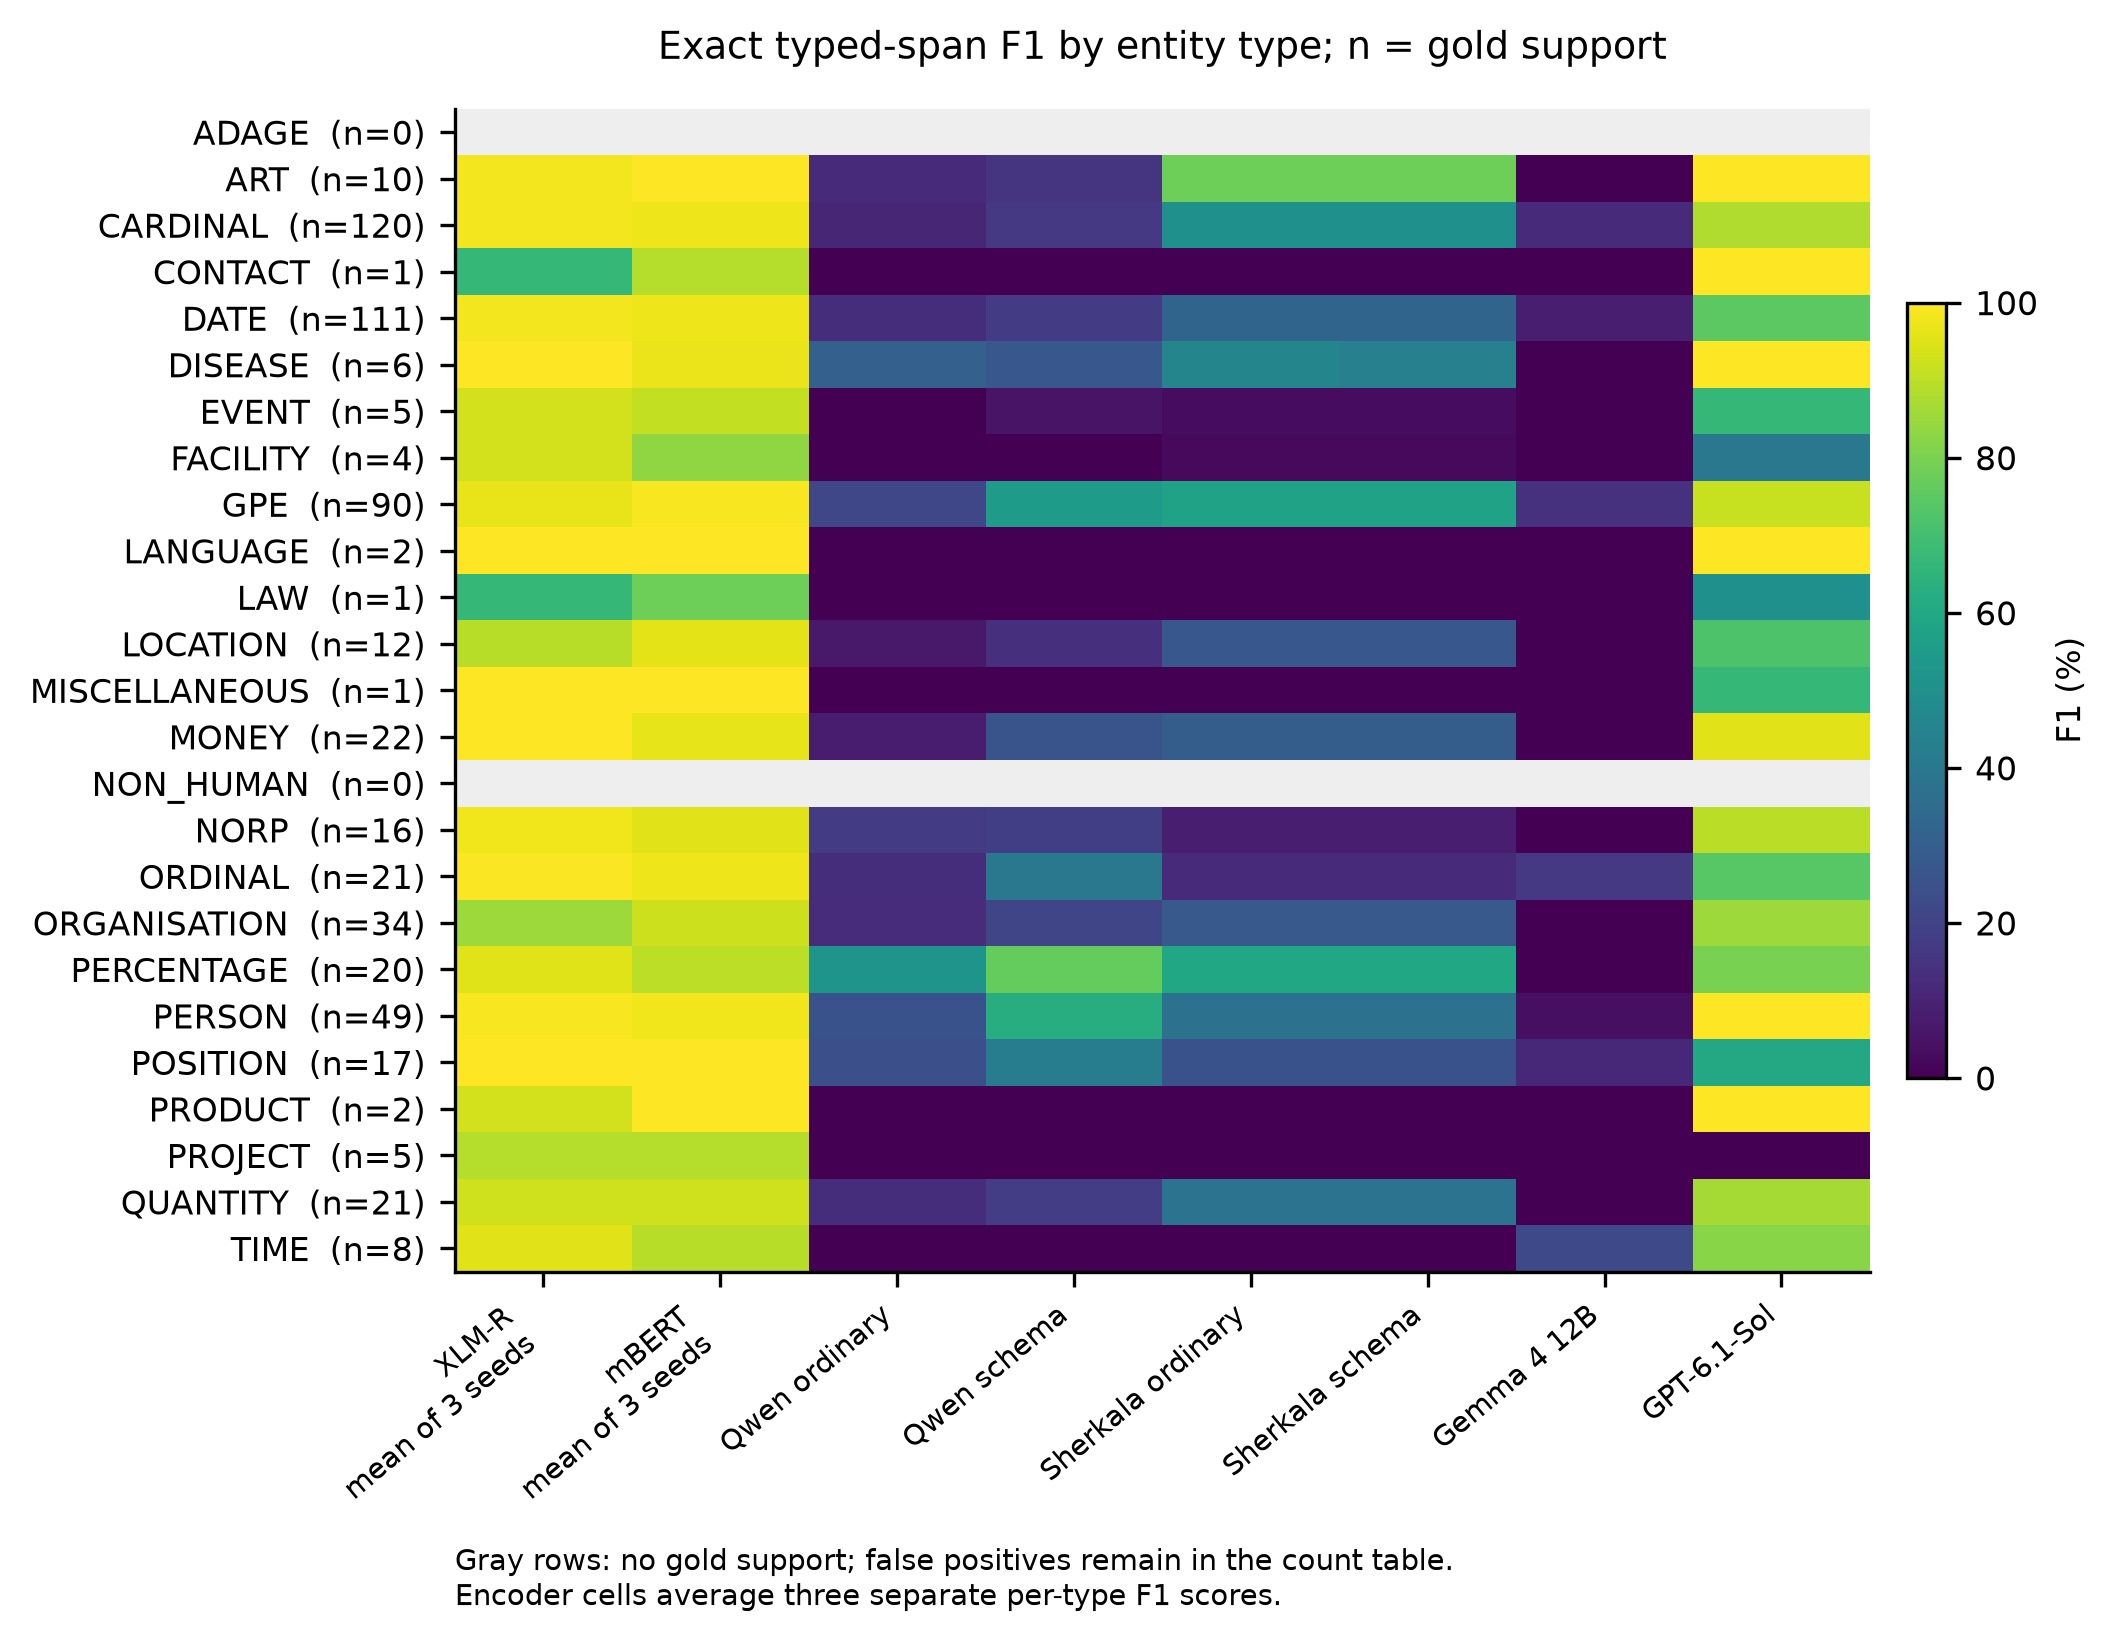 Exact typed-span F1 by entity type; n = gold support
ADAGE (n=0)
ART (n=10)
CARDINAL (n=120)
CONTACT (n=1)
DATE (n=111)
DISEASE (n=6)
EVENT (n=5)
FACILITY (n=4)
GPE (n=90)
LANGUAGE (n=2)
LAW (n=1)
LOCATION (n=12)
MISCELLANEOUS (n=1)
MONEY (n=22)
NON_HUMAN (n=0)
NORP (n=16)
ORDINAL (n=21)
ORGANISATION (n=34)
PERCENTAGE (n=20)
PERSON (n=49)
POSITION (n=17)
PRODUCT (n=2)
PROJECT (n=5)
QUANTITY (n=21)
TIME (n=8)
100
80
60
40
20
0
F1 (%)
XLM-R
mean of 3 seeds
mBERT
mean of 3 seeds
Qwen ordinary
Qwen schema
Sherkala ordinary
Sherkala schema
Gemma 4 12B
GPT-6.1-Sol
Gray rows: no gold support; false positives remain in the count table.
Encoder cells average three separate per-type F1 scores.